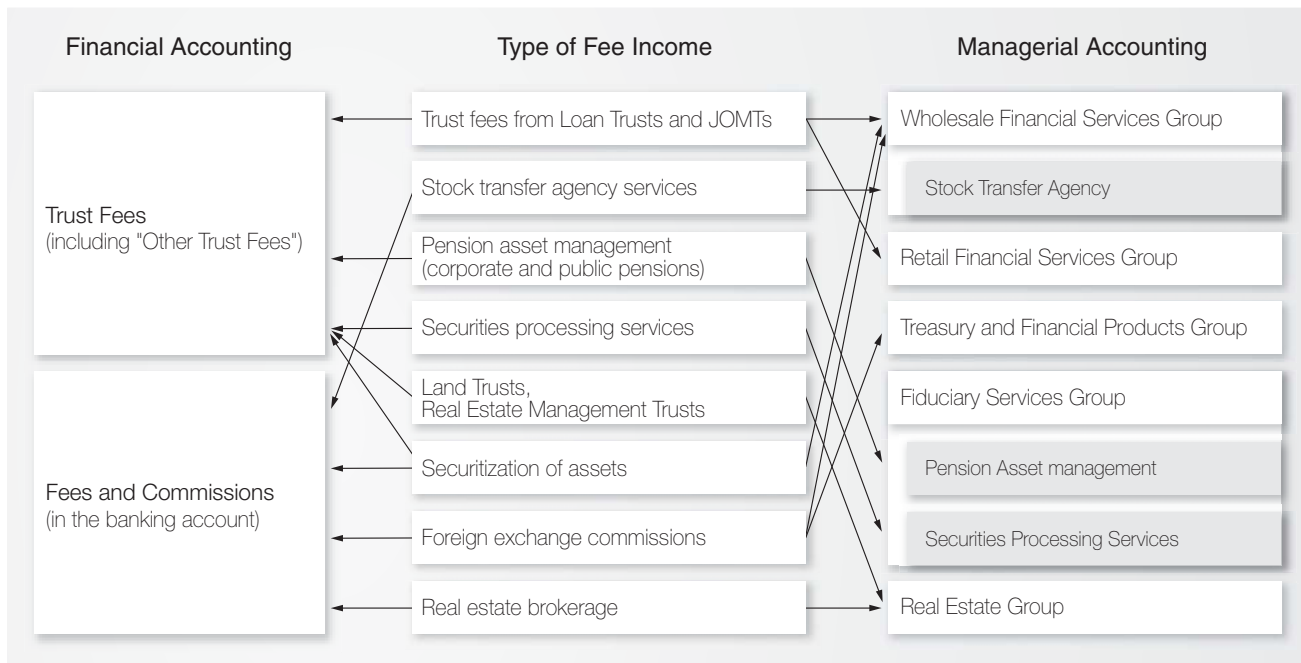 Financial Accounting
Type of Fee Income
Managerial Accounting
Trust Fees
(including "Other Trust Fees")
Fees and Commissions
(in the banking account)
Trust fees from Loan Trusts and JOMTs
Stock transfer agency services
Pension asset management
(corporate and public pensions)
Securities processing services
Land Trusts,
Real Estate Management Trusts
Securitization of assets
Foreign exchange commissions
Real estate brokerage
Wholesale Financial Services Group
Stock Transfer Agency
Retail Financial Services Group
Treasury and Financial Products Group
Fiduciary Services Group
Pension Asset management
Securities Processing Services
Real Estate Group